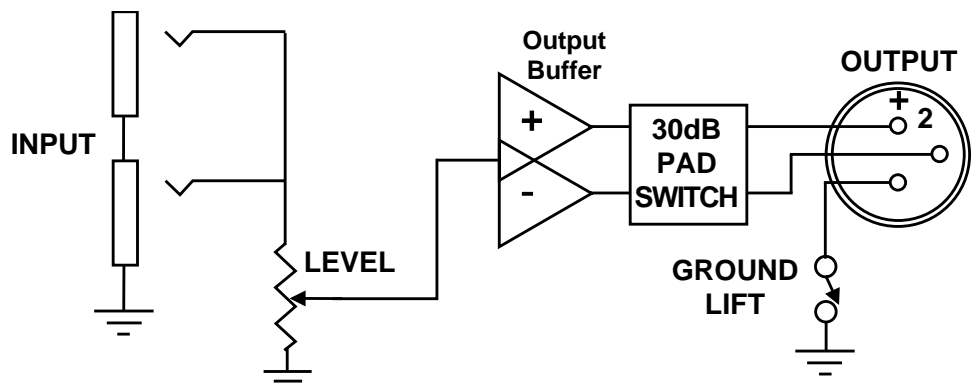 INPUT
LEVEL
Output
Buffer
+
-
30dB
PAD
SWITCH
OUTPUT
+
2
GROUND
LIFT